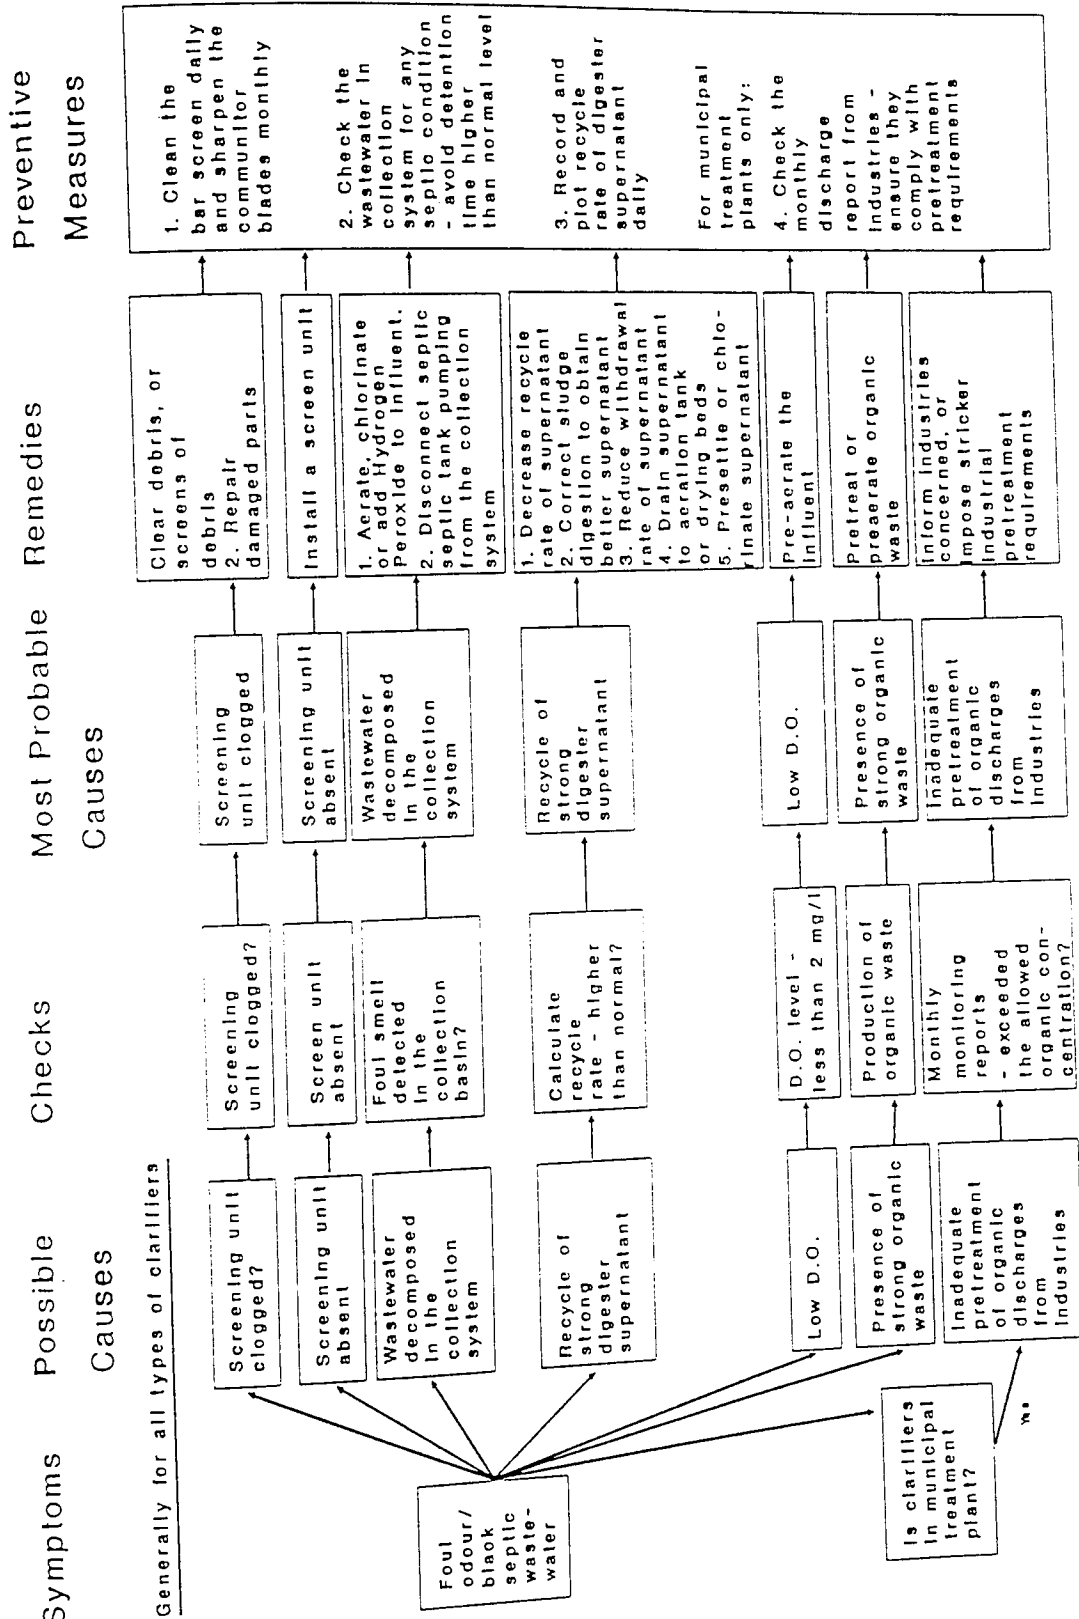 Symptoms
Possible
Causes
Checks
Most Probable
Causes
Remedies
Preventive
Measures
Generally for all types of clarifiers
Foul
odour/
black
septic
waste-
water
Is clarifiers
in municipal
treatment
plant?
Yes
Screening unit
clogged?
Screening unit
absent
Wastewater
decomposed
in the
collection
system
Recycle of
strong
digester
supernatant
Low D.O.
Presence of
strong organic
waste
Inadequate
pretreatment
of organic
discharges
from
industries
Screening
unit clogged?
Screen unit
absent
Foul smell
detected
in the
collection
basin?
Calculate
recycle
rate - higher
than normal?
D.O. level -
less than 2 mg/l
Production of
organic waste
Monthly
monitoring
reports
- exceeded
the allowed
organic con-
centration?
Screening
unit clogged
Screening unit
absent
Wastewater
decomposed
in the
collection
system
Recycle of
strong
digester
supernatant
Low D.O.
Presence of
strong organic
waste
Inadequate
pretreatment
of organic
discharges
from
industries
Clear debris, or
screens of
debris
2. Repair
damaged parts
Install a screen unit
1. Aerate, chlorinate
or add Hydrogen
Peroxide to influent.
2. Disconnect septic
septic tank pumping
from the collection
system
1. Decrease recycle
rate of supernatant
2. Correct sludge
digestion to obtain
better supernatant
3. Reduce withdrawal
rate of supernatant
4. Drain supernatant
to aeration tank
or drying beds
5. Presettle or chlo-
rinate supernatant
Pre-aerate the
influent
Pretreat or
preaerate organic
waste
Inform industries
concerned, or
impose stricker
industrial
pretreatment
requirements
1. Clean the
bar screen daily
and sharpen the
communitor
blades monthly
2. Check the
wastewater in
collection
system for any
septic condition
- avoid detention
time higher
than normal level
3. Record and
plot recycle
rate of digester
supernatant
daily
For municipal
treatment
plants only:
4. Check the
monthly
discharge
report from
industries -
ensure they
comply with
pretreatment
requirements